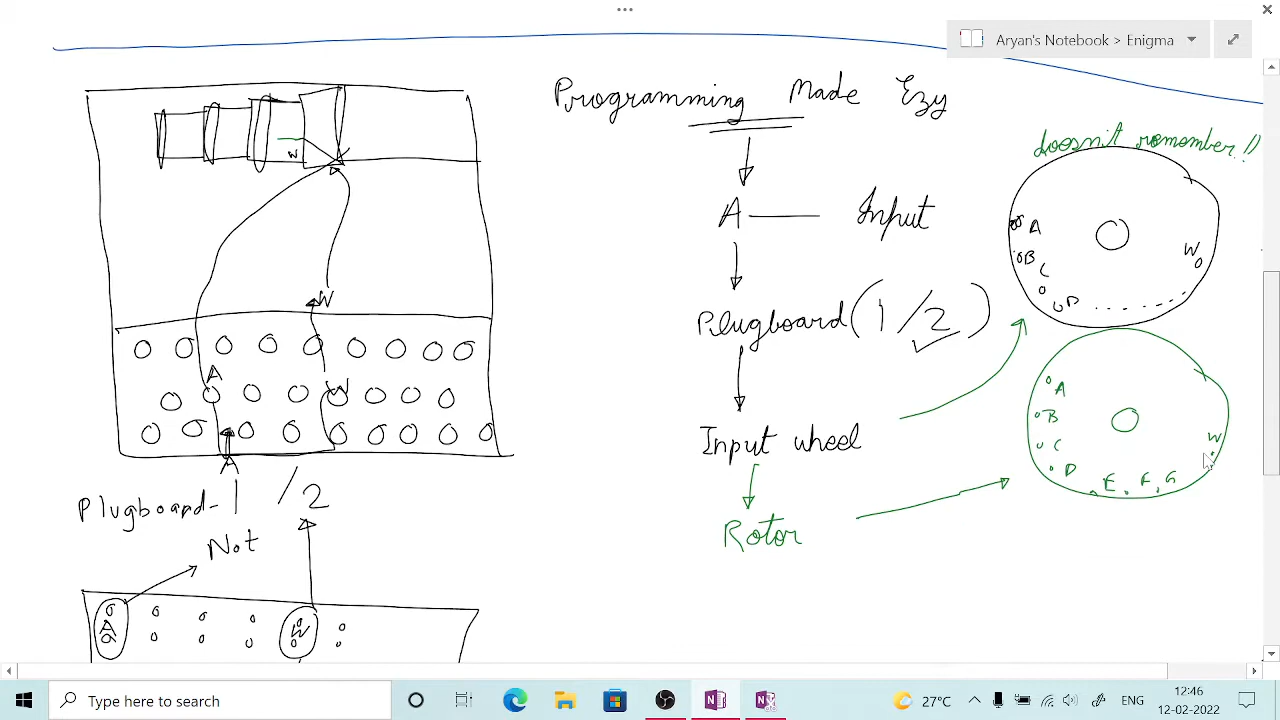 Aryan's Notebook > Enigma
Programming Made Ezy
doesn't remember!!
A
Input
Plugboard (1/2)
Input wheel
Rotor
w
W
A
W
A
Plugboard-1 / 2
Not
A
W
A
B
C
D
W
A
B
C
D
E
F
G
W
Type here to search
27°C
ENG
12:46
12-02-2022